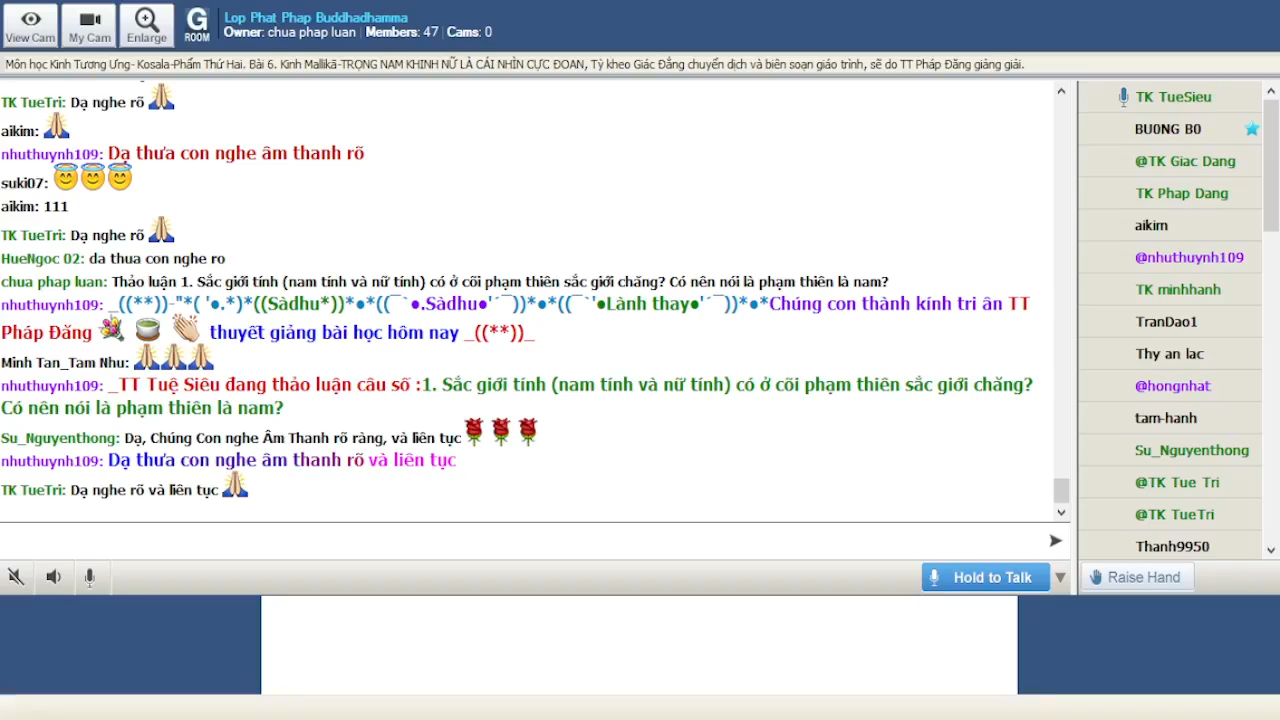 View Cam
My Cam
Enlarge
G
ROOM
Lop Phat Phap Buddhadhamma
Owner: chua phap luan | Members: 47 | Cams: 0
Môn học Kinh Tương Ưng- Kosala-Phẩm Thứ Hai. Bài 6. Kinh Mallikā-TRỌNG NAM KHINH NỮ LÀ CÁI NHÌN CỰC ĐOAN, Tỳ kheo Giác Đẳng chuyển dịch và biên soạn giáo trình, sẽ do TT Pháp Đăng giảng giải.
TK TueTri: Dạ nghe rõ
aikim:
nhuthuynh109: Dạ thưa con nghe âm thanh rõ
suki07:
aikim: 111
TK TueTri: Dạ nghe rõ
HueNgoc 02: da thua con nghe ro
chua phap luan: Thảo luận 1. Sắc giới tính (nam tính và nữ tính) có ở cõi phạm thiên sắc giới chăng? Có nên nói là phạm thiên là nam?
nhuthuynh109: _((**))-"*( '●.*)*((Sàdhu*))*●*((¯`●.Sàdhu●'´¯))*●*((¯`'●Lành thay●'´¯))*●*Chúng con thành kính tri ân TT
Pháp Đăng thuyết giảng bài học hôm nay _((**))_
Minh Tan_Tam Nhu:
nhuthuynh109: _TT Tuệ Siêu đang thảo luận câu số :1. Sắc giới tính (nam tính và nữ tính) có ở cõi phạm thiên sắc giới chăng?
Có nên nói là phạm thiên là nam?
Su_Nguyenthong: Dạ, Chúng Con nghe Âm Thanh rõ ràng, và liên tục
nhuthuynh109: Dạ thưa con nghe âm thanh rõ và liên tục
TK TueTri: Dạ nghe rõ và liên tục
TK TueSieu
BU0NG B0
@TK Giac Dang
TK Phap Dang
aikim
@nhuthuynh109
TK minhhanh
TranDao1
Thy an lac
@hongnhat
tam-hanh
Su_Nguyenthong
@TK Tue Tri
@TK TueTri
Thanh9950
Hold to Talk
Raise Hand